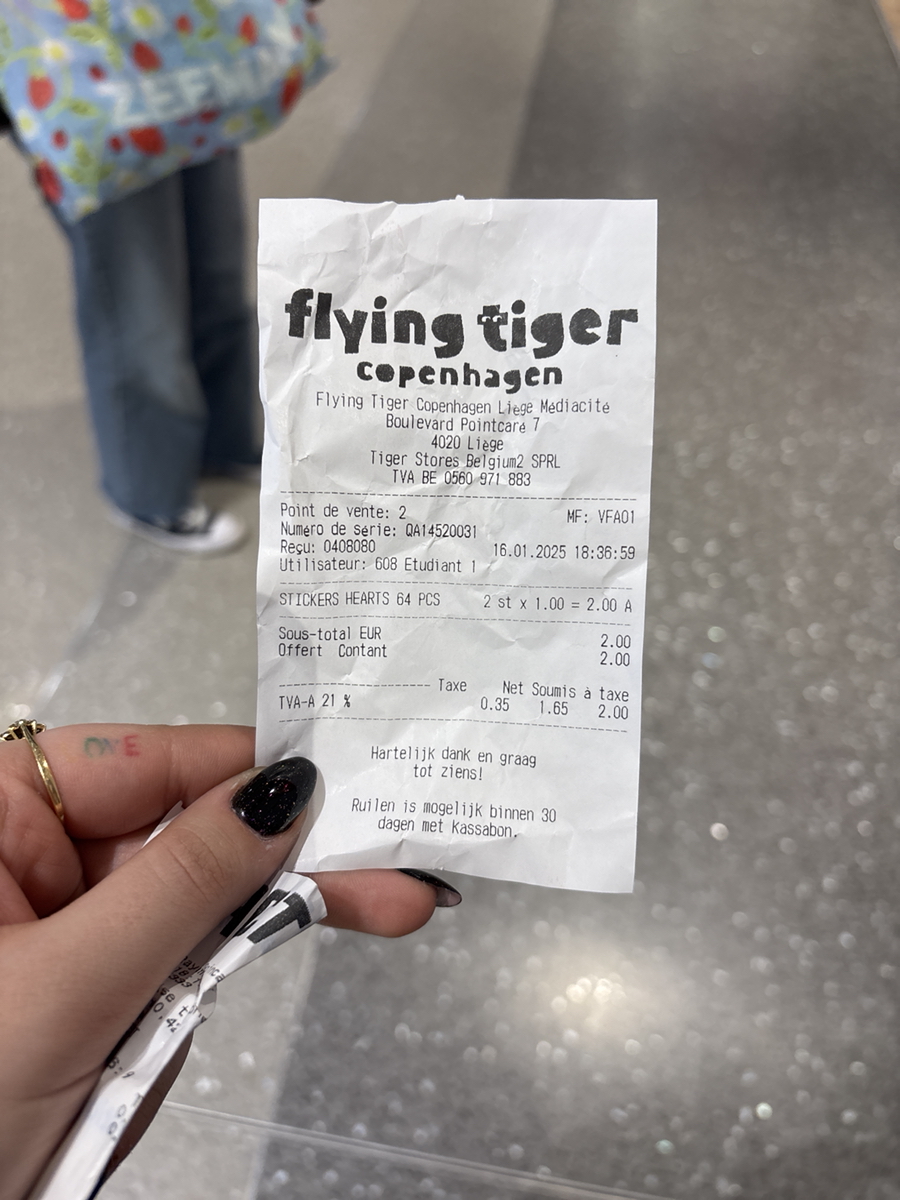 ZEEMAN
flying tiger
copenhagen
Flying Tiger Copenhagen Liège Médiacité
Boulevard Pointcaré 7
4020 Liège
Tiger Stores Belgium2 SPRL
TVA BE 0560 971 883
Point de vente: 2 MF: VFA01
Numéro de série: QA14520031
Reçu: 0408080 16.01.2025 18:36:59
Utilisateur: 608 Etudiant 1
STICKERS HEARTS 64 PCS 2 st x 1.00 = 2.00 A
Sous-total EUR 2.00
Offert Contant 2.00
Taxe Net Soumis à taxe
TVA-A 21 % 0.35 1.65 2.00
Hartelijk dank en graag
tot ziens!
Ruilen is mogelijk binnen 30
dagen met kassabon.